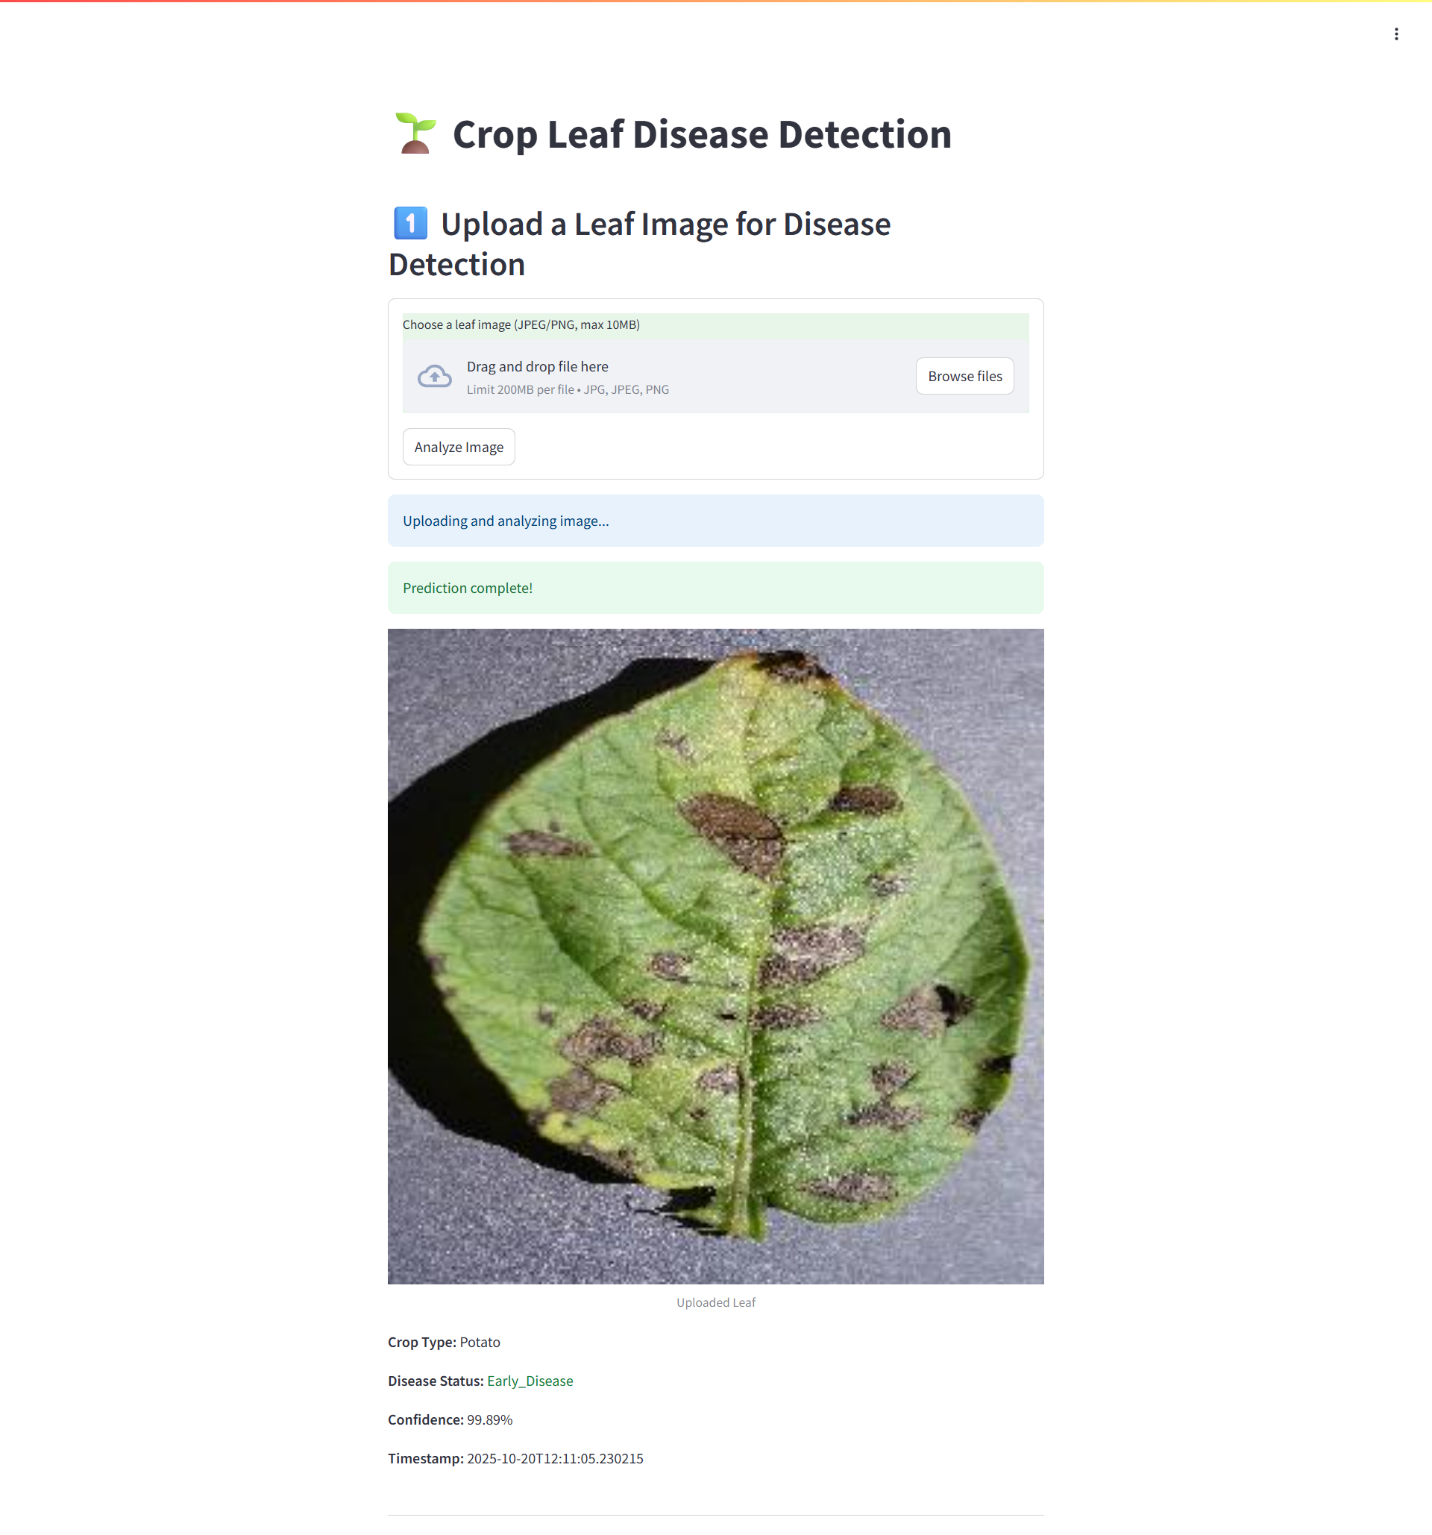 🌱 Crop Leaf Disease Detection
1️⃣ Upload a Leaf Image for Disease
Detection
Choose a leaf image (JPEG/PNG, max 10MB)
Drag and drop file here
Limit 200MB per file • JPG, JPEG, PNG
Browse files
Analyze Image
Uploading and analyzing image...
Prediction complete!
Uploaded Leaf
Crop Type: Potato
Disease Status: Early_Disease
Confidence: 99.89%
Timestamp: 2025-10-20T12:11:05.230215